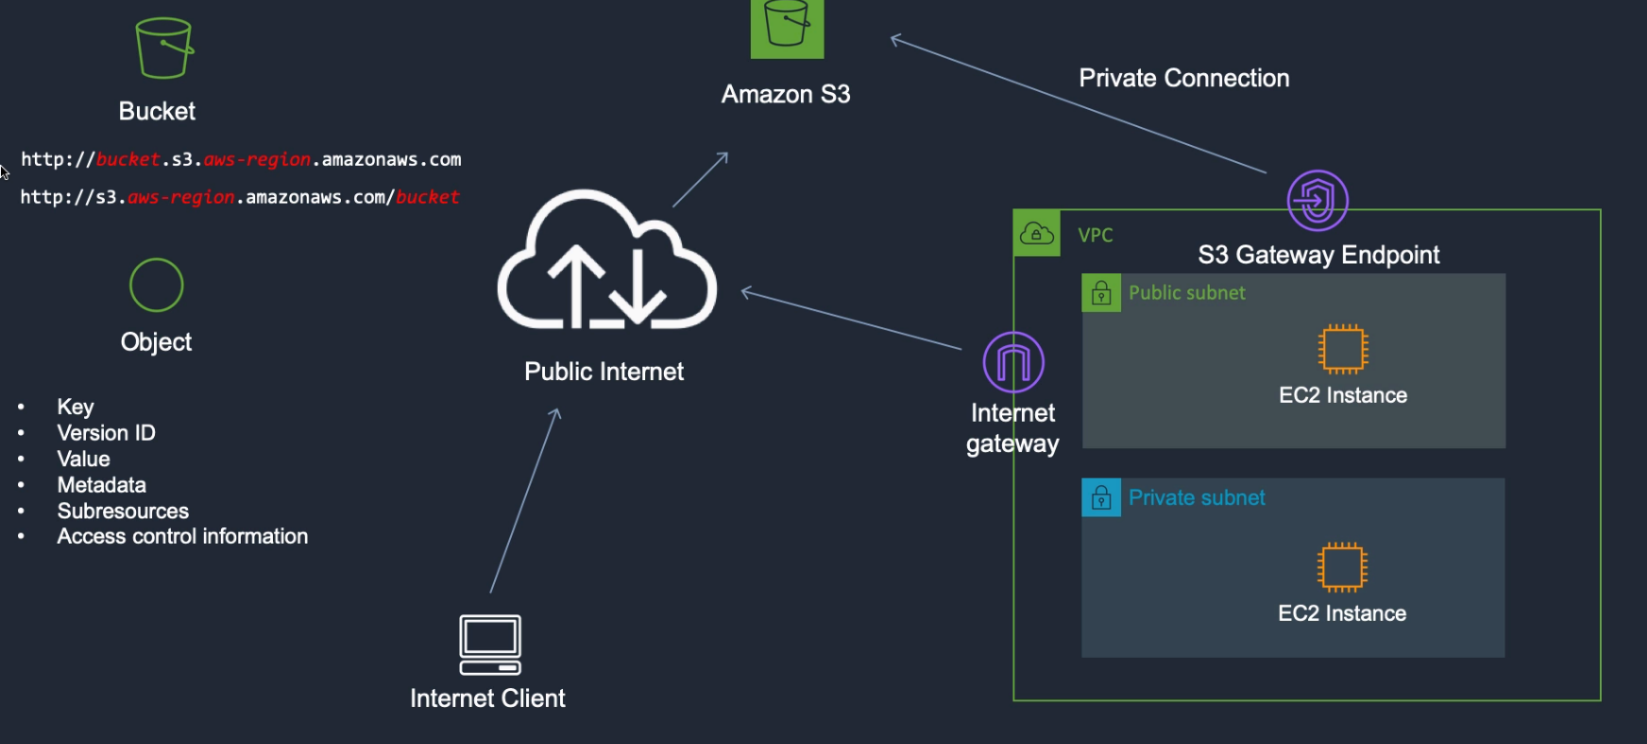 Bucket
http://bucket.s3.aws-region.amazonaws.com
http://s3.aws-region.amazonaws.com/bucket
Object
• Key
• Version ID
• Value
• Metadata
• Subresources
• Access control information
Amazon S3
Private Connection
Public Internet
Internet Client
VPC
S3 Gateway Endpoint
Public subnet
EC2 Instance
Internet
gateway
Private subnet
EC2 Instance